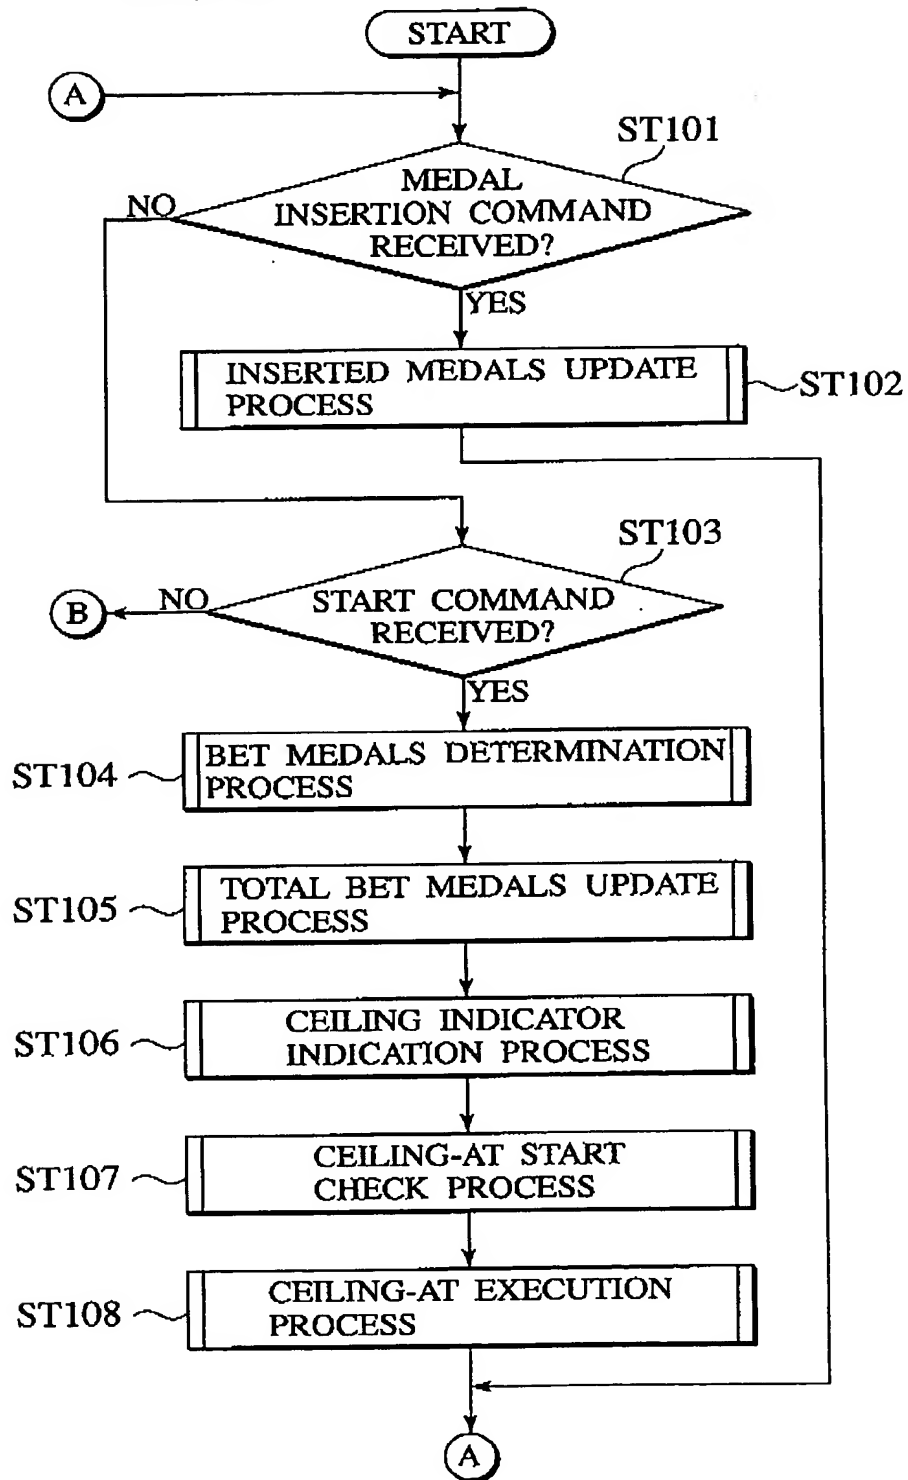 START
A
ST101
MEDAL
INSERTION COMMAND
RECEIVED?
NO
YES
INSERTED MEDALS UPDATE
PROCESS
ST102
ST103
START COMMAND
RECEIVED?
NO
B
YES
BET MEDALS DETERMINATION
PROCESS
ST104
TOTAL BET MEDALS UPDATE
PROCESS
ST105
CEILING INDICATOR
INDICATION PROCESS
ST106
CEILING-AT START
CHECK PROCESS
ST107
CEILING-AT EXECUTION
PROCESS
ST108
A